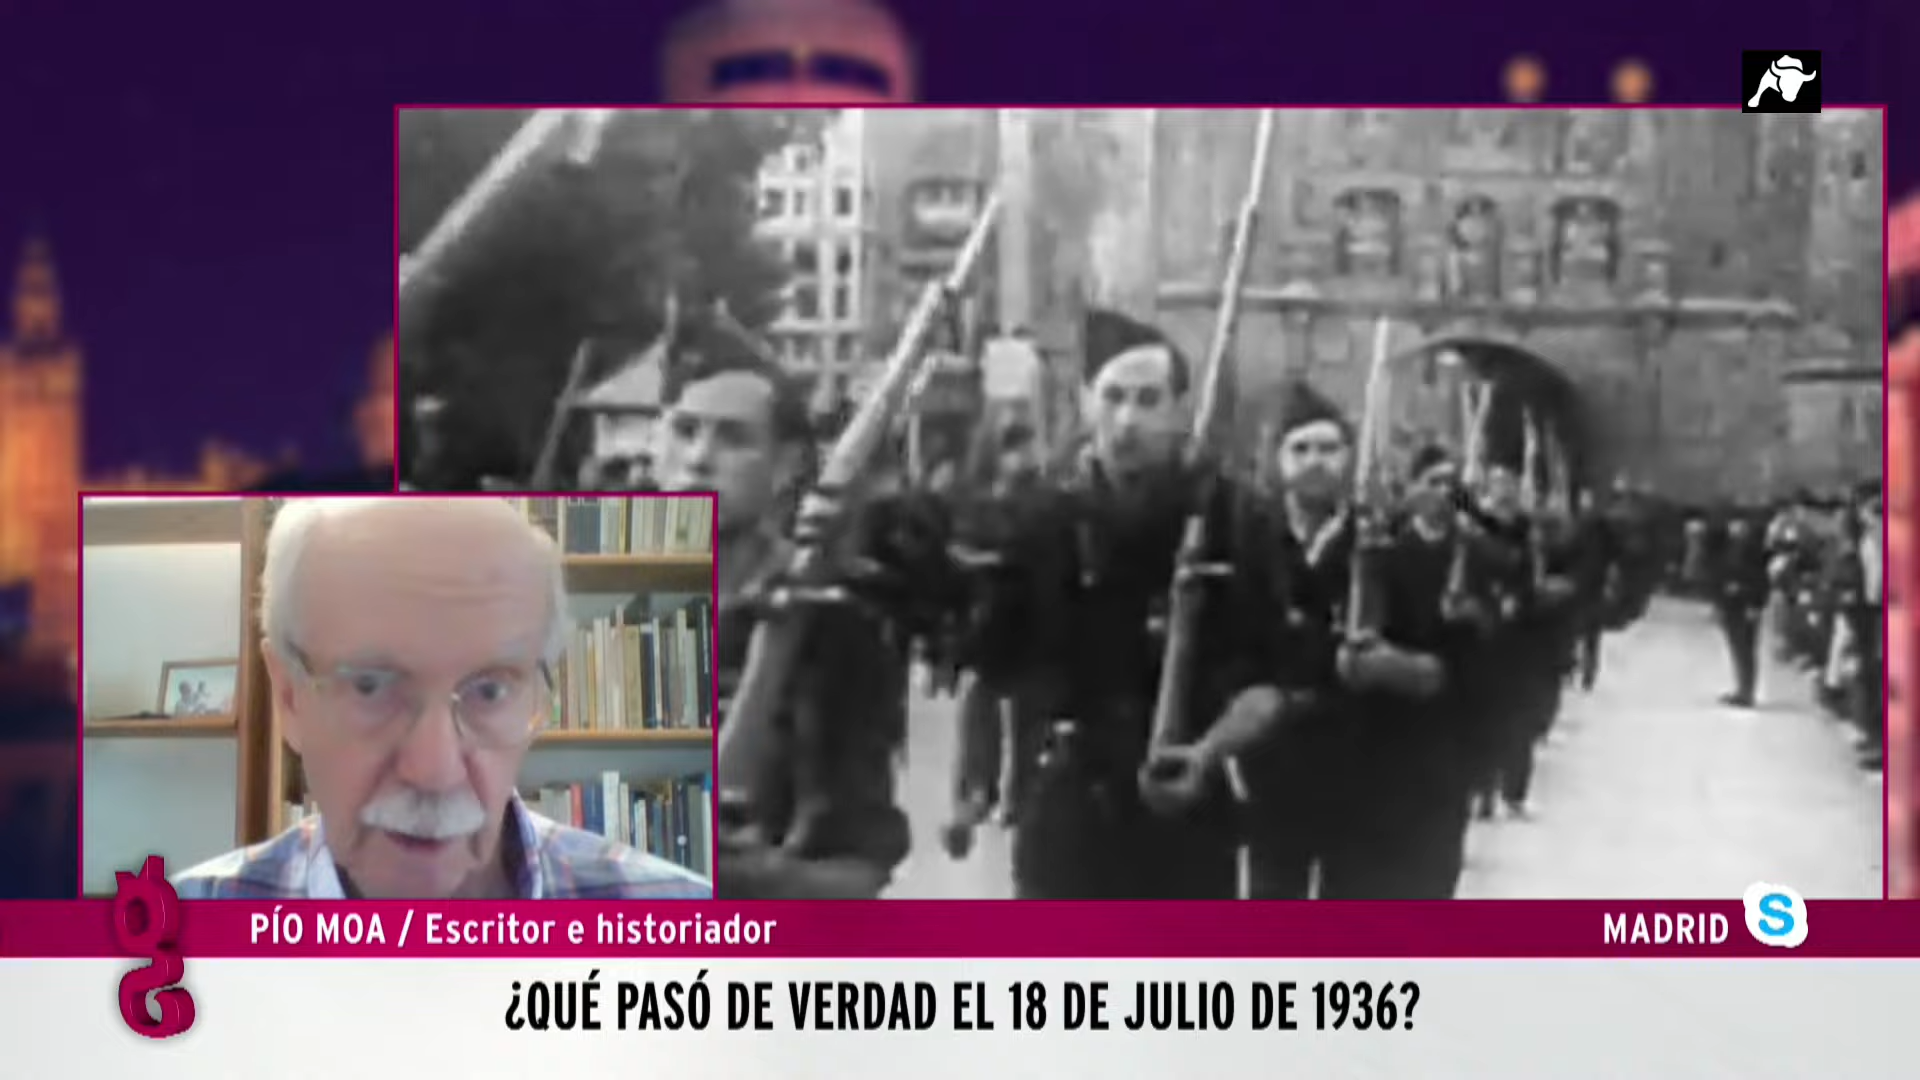 PÍO MOA / Escritor e historiador
MADRID
S
¿QUÉ PASÓ DE VERDAD EL 18 DE JULIO DE 1936?